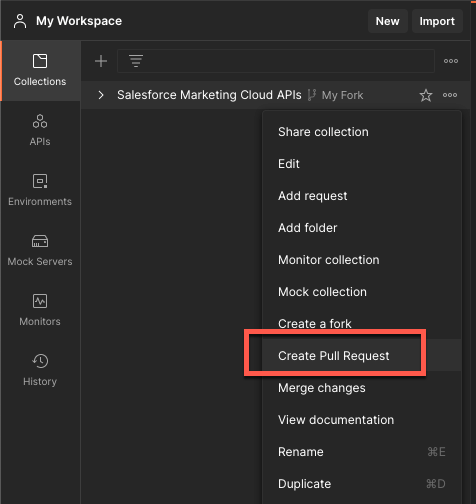 My Workspace
New
Import
Collections
Salesforce Marketing Cloud APIs
My Fork
APIs
Environments
Mock Servers
Monitors
History
Share collection
Edit
Add request
Add folder
Monitor collection
Mock collection
Create a fork
Create Pull Request
Merge changes
View documentation
Rename ⌘E
Duplicate ⌘D